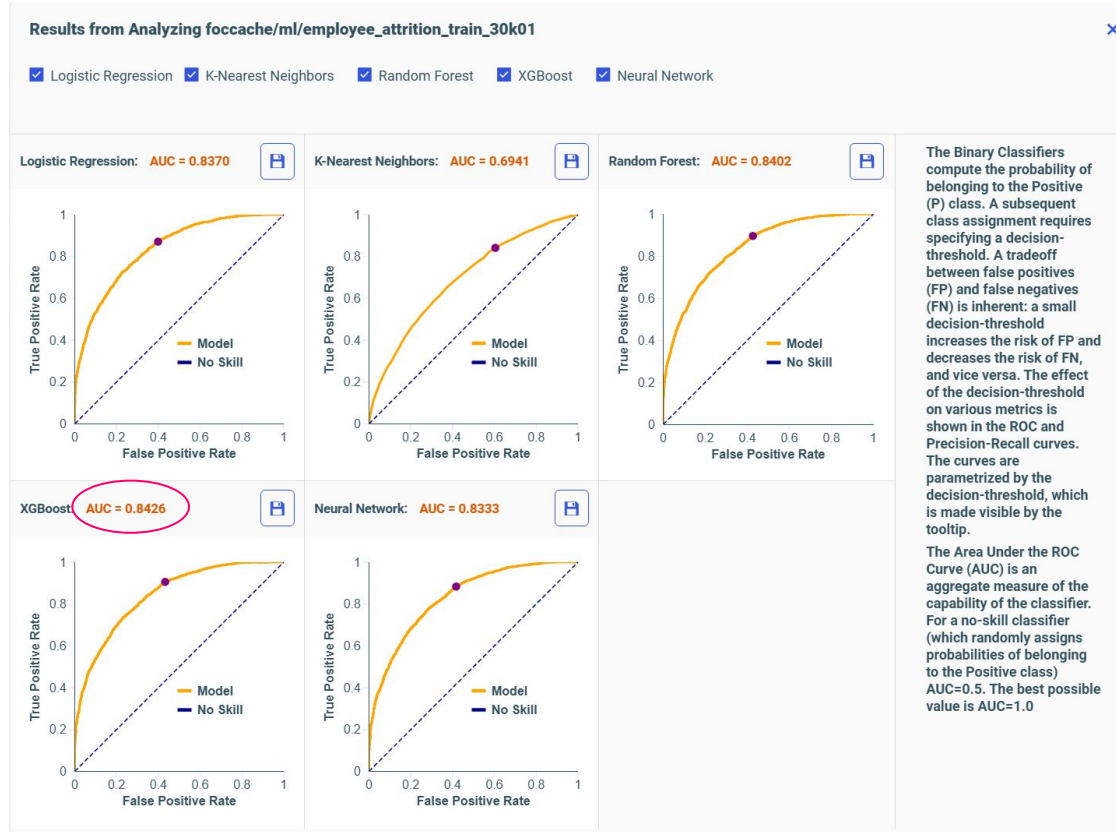 Results from Analyzing foccache/ml/employee_attrition_train_30k01
Logistic Regression K-Nearest Neighbors Random Forest XGBoost Neural Network
Logistic Regression: AUC = 0.8370
1
0.8
0.6
0.4
0.2
0
True Positive Rate
Model
No Skill
0 0.2 0.4 0.6 0.8 1
False Positive Rate
K-Nearest Neighbors: AUC = 0.6941
1
0.8
0.6
0.4
0.2
0
True Positive Rate
Model
No Skill
0 0.2 0.4 0.6 0.8 1
False Positive Rate
Random Forest: AUC = 0.8402
1
0.8
0.6
0.4
0.2
0
True Positive Rate
Model
No Skill
0 0.2 0.4 0.6 0.8 1
False Positive Rate
XGBoost: AUC = 0.8426
1
0.8
0.6
0.4
0.2
0
True Positive Rate
Model
No Skill
0 0.2 0.4 0.6 0.8 1
False Positive Rate
Neural Network: AUC = 0.8333
1
0.8
0.6
0.4
0.2
0
True Positive Rate
Model
No Skill
0 0.2 0.4 0.6 0.8 1
False Positive Rate
The Binary Classifiers
compute the probability of
belonging to the Positive
(P) class. A subsequent
class assignment requires
specifying a decision-
threshold. A tradeoff
between false positives
(FP) and false negatives
(FN) is inherent: a small
decision-threshold
increases the risk of FP and
decreases the risk of FN,
and vice versa. The effect
of the decision-threshold
on various metrics is
shown in the ROC and
Precision-Recall curves.
The curves are
parametrized by the
decision-threshold, which
is made visible by the
tooltip.
The Area Under the ROC
Curve (AUC) is an
aggregate measure of the
capability of the classifier.
For a no-skill classifier
(which randomly assigns
probabilities of belonging
to the Positive class)
AUC=0.5. The best possible
value is AUC=1.0